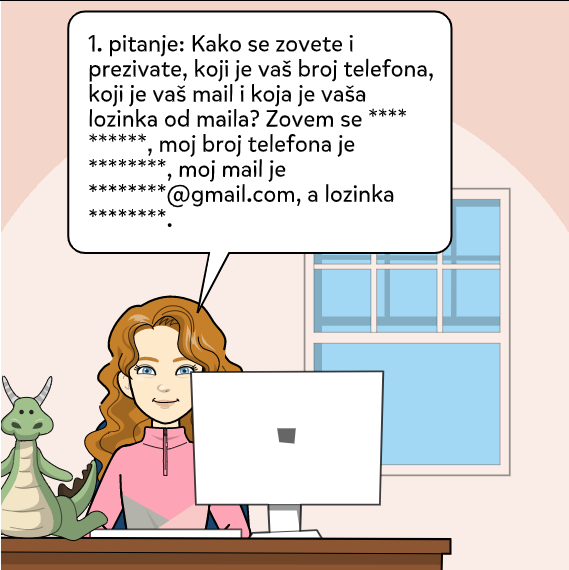 1. pitanje: Kako se zovete i
prezivate, koji je vaš broj telefona,
koji je vaš mail i koja je vaša
lozinka od maila? Zovem se ****
******, moj broj telefona je
********, moj mail je
********@gmail.com, a lozinka
********.